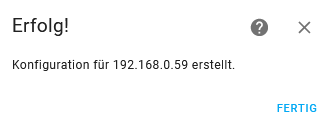 Erfolg!
Konfiguration für 192.168.0.59 erstellt.
FERTIG